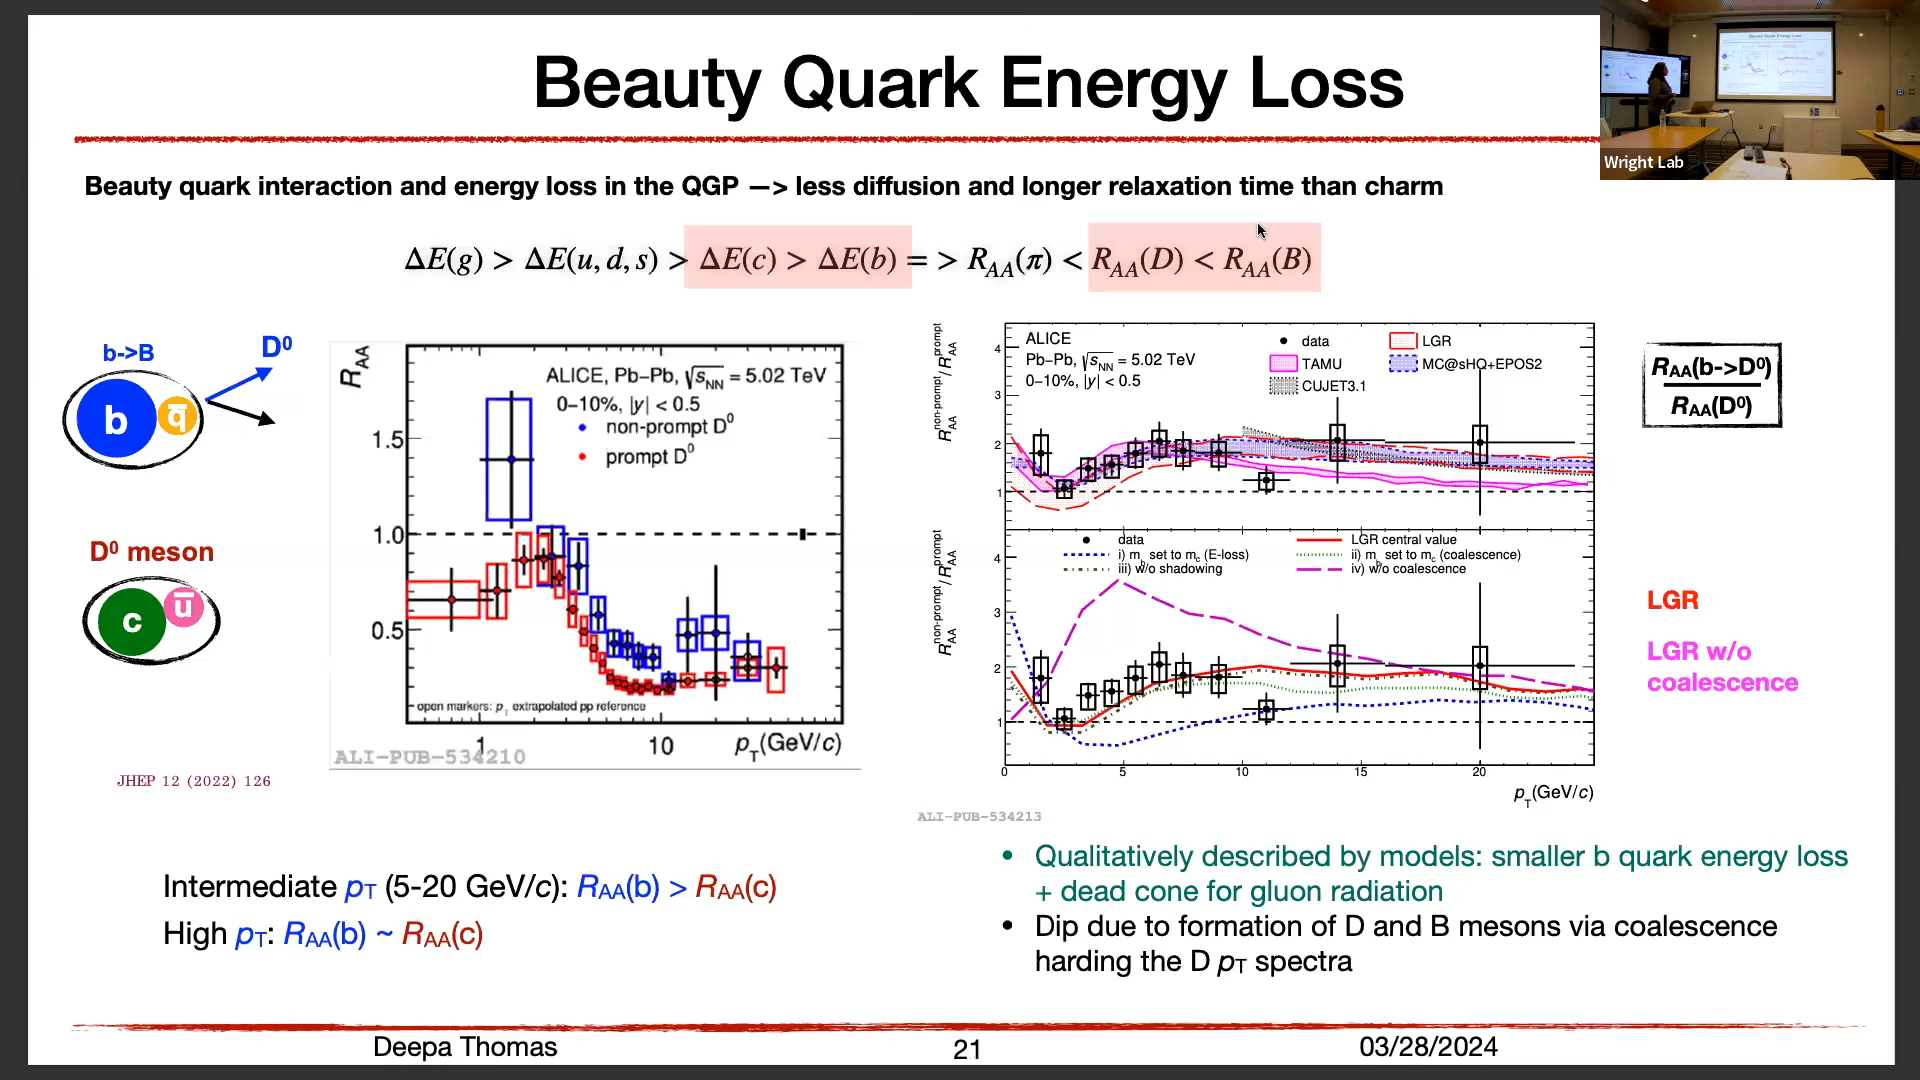 Beauty Quark Energy Loss
Wright Lab
Beauty quark interaction and energy loss in the QGP —> less diffusion and longer relaxation time than charm
ΔE(g) > ΔE(u, d, s) > ΔE(c) > ΔE(b) = > R_AA(π) < R_AA(D) < R_AA(B)
b->B
D⁰
b q̅
D⁰ meson
c u̅
JHEP 12 (2022) 126
R_AA
ALICE, Pb–Pb, √s_NN = 5.02 TeV
0–10%, |y| < 0.5
non-prompt D⁰
prompt D⁰
1.5
1.0
0.5
open markers: p_T extrapolated pp reference
1 10 p_T (GeV/c)
ALI-PUB-534210
R_AA^non-prompt / R_AA^prompt
ALICE
Pb–Pb, √s_NN = 5.02 TeV
0–10%, |y| < 0.5
data
LGR
TAMU
MC@sHQ+EPOS2
CUJET3.1
4
3
2
1
R_AA^non-prompt / R_AA^prompt
data
LGR central value
i) m_b set to m_c (E-loss)
ii) m_b set to m_c (coalescence)
iii) w/o shadowing
iv) w/o coalescence
4
3
2
1
0 5 10 15 20
p_T (GeV/c)
ALI-PUB-534213
R_AA(b->D⁰)
R_AA(D⁰)
LGR
LGR w/o
coalescence
Intermediate p_T (5-20 GeV/c): R_AA(b) > R_AA(c)
High p_T: R_AA(b) ~ R_AA(c)
• Qualitatively described by models: smaller b quark energy loss
+ dead cone for gluon radiation
• Dip due to formation of D and B mesons via coalescence
harding the D p_T spectra
Deepa Thomas 21 03/28/2024